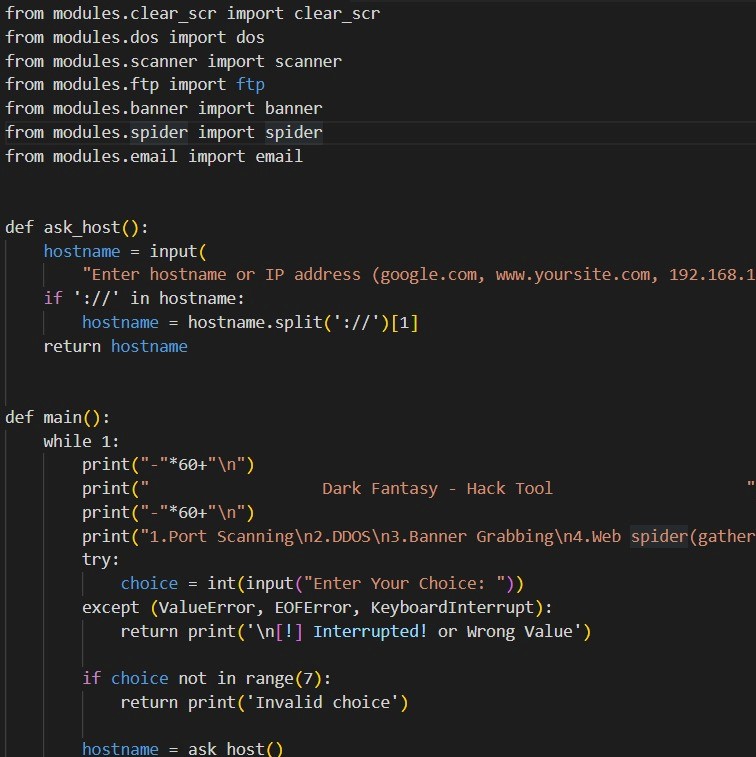 from modules.clear_scr import clear_scr
from modules.dos import dos
from modules.scanner import scanner
from modules.ftp import ftp
from modules.banner import banner
from modules.spider import spider
from modules.email import email
def ask_host():
    hostname = input(
        "Enter hostname or IP address (google.com, www.yoursite.com, 192.168.1
    if '://' in hostname:
        hostname = hostname.split('://')[1]
    return hostname
def main():
    while 1:
        print("-"*60+"\n")
        print("                  Dark Fantasy - Hack Tool                    "
        print("-"*60+"\n")
        print("1.Port Scanning\n2.DDOS\n3.Banner Grabbing\n4.Web spider(gather
        try:
            choice = int(input("Enter Your Choice: "))
        except (ValueError, EOFError, KeyboardInterrupt):
            return print('\n[!] Interrupted! or Wrong Value')
        if choice not in range(7):
            return print('Invalid choice')
        hostname = ask_host()